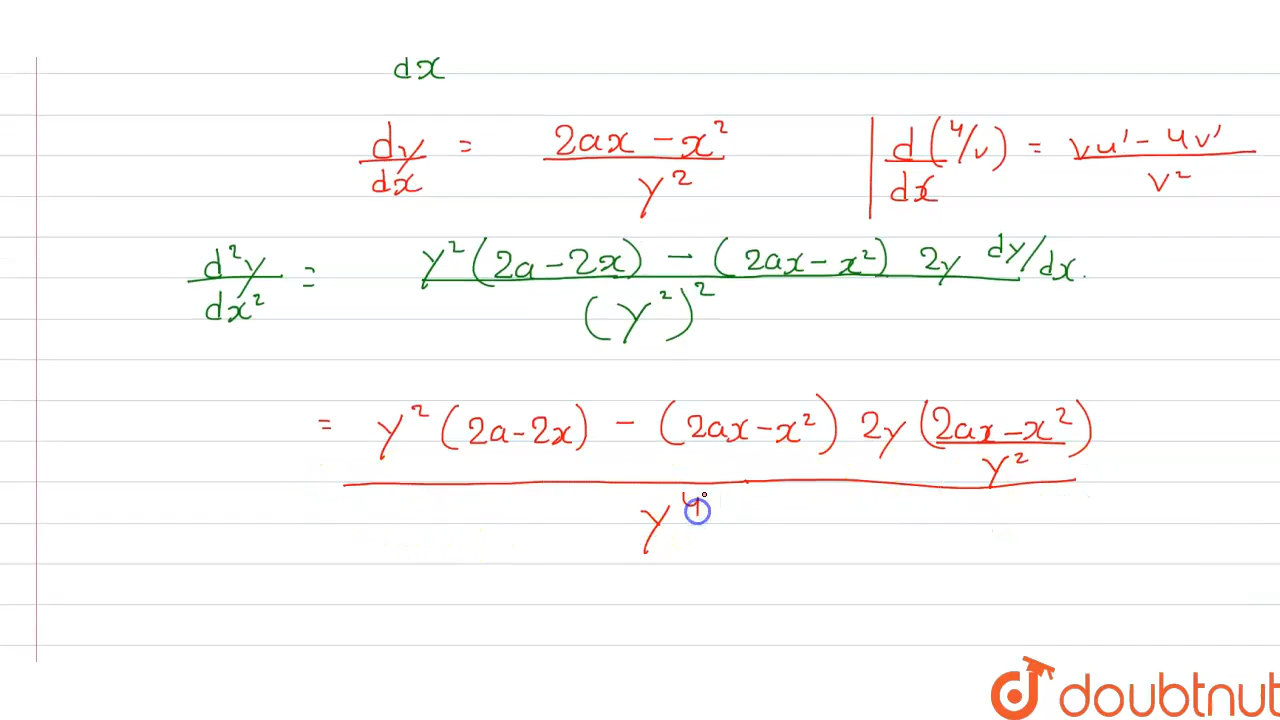 dx
dy/dx = (2ax - x²)/y² | d/dx (u/v) = (vu' - uv')/v²
d²y/dx² = (y²(2a - 2x) - (2ax - x²) 2y dy/dx.)/(y²)²
= (y²(2a - 2x) - (2ax - x²) 2y((2ax - x²)/y²))/y⁴
doubtnut